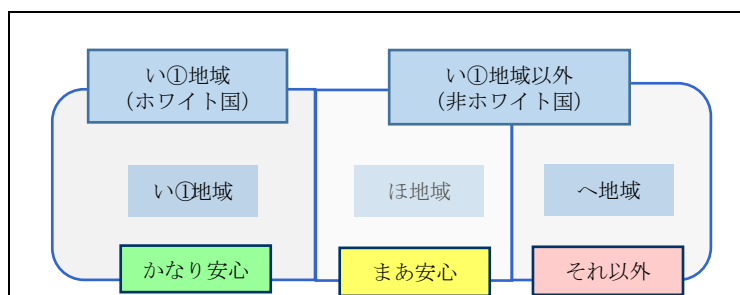 い①地域
（ホワイト国）
い①地域以外
（非ホワイト国）
い①地域
ほ地域
へ地域
かなり安心
まあ安心
それ以外